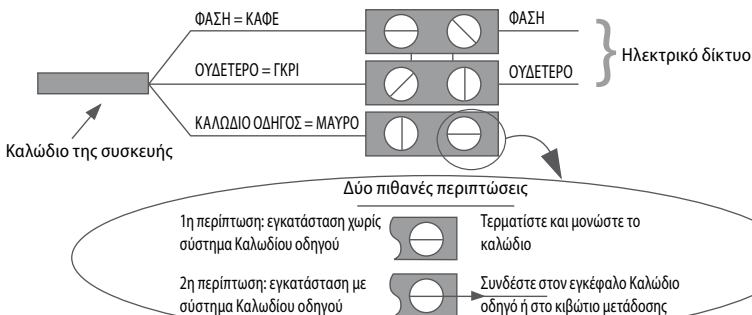 ΦΑΣΗ = ΚΑΦΕ
ΦΑΣΗ
ΟΥΔΕΤΕΡΟ = ΓΚΡΙ
ΟΥΔΕΤΕΡΟ
Ηλεκτρικό δίκτυο
ΚΑΛΩΔΙΟ ΟΔΗΓΟΣ = ΜΑΥΡΟ
Καλώδιο της συσκευής
Δύο πιθανές περιπτώσεις
1η περίπτωση: εγκατάσταση χωρίς
σύστημα Καλωδίου οδηγού
Τερματίστε και μονώστε το
καλώδιο
2η περίπτωση: εγκατάσταση με
σύστημα Καλωδίου οδηγού
Συνδέστε στον εγκέφαλο Καλώδιο
οδηγό ή στο κιβώτιο μετάδοσης